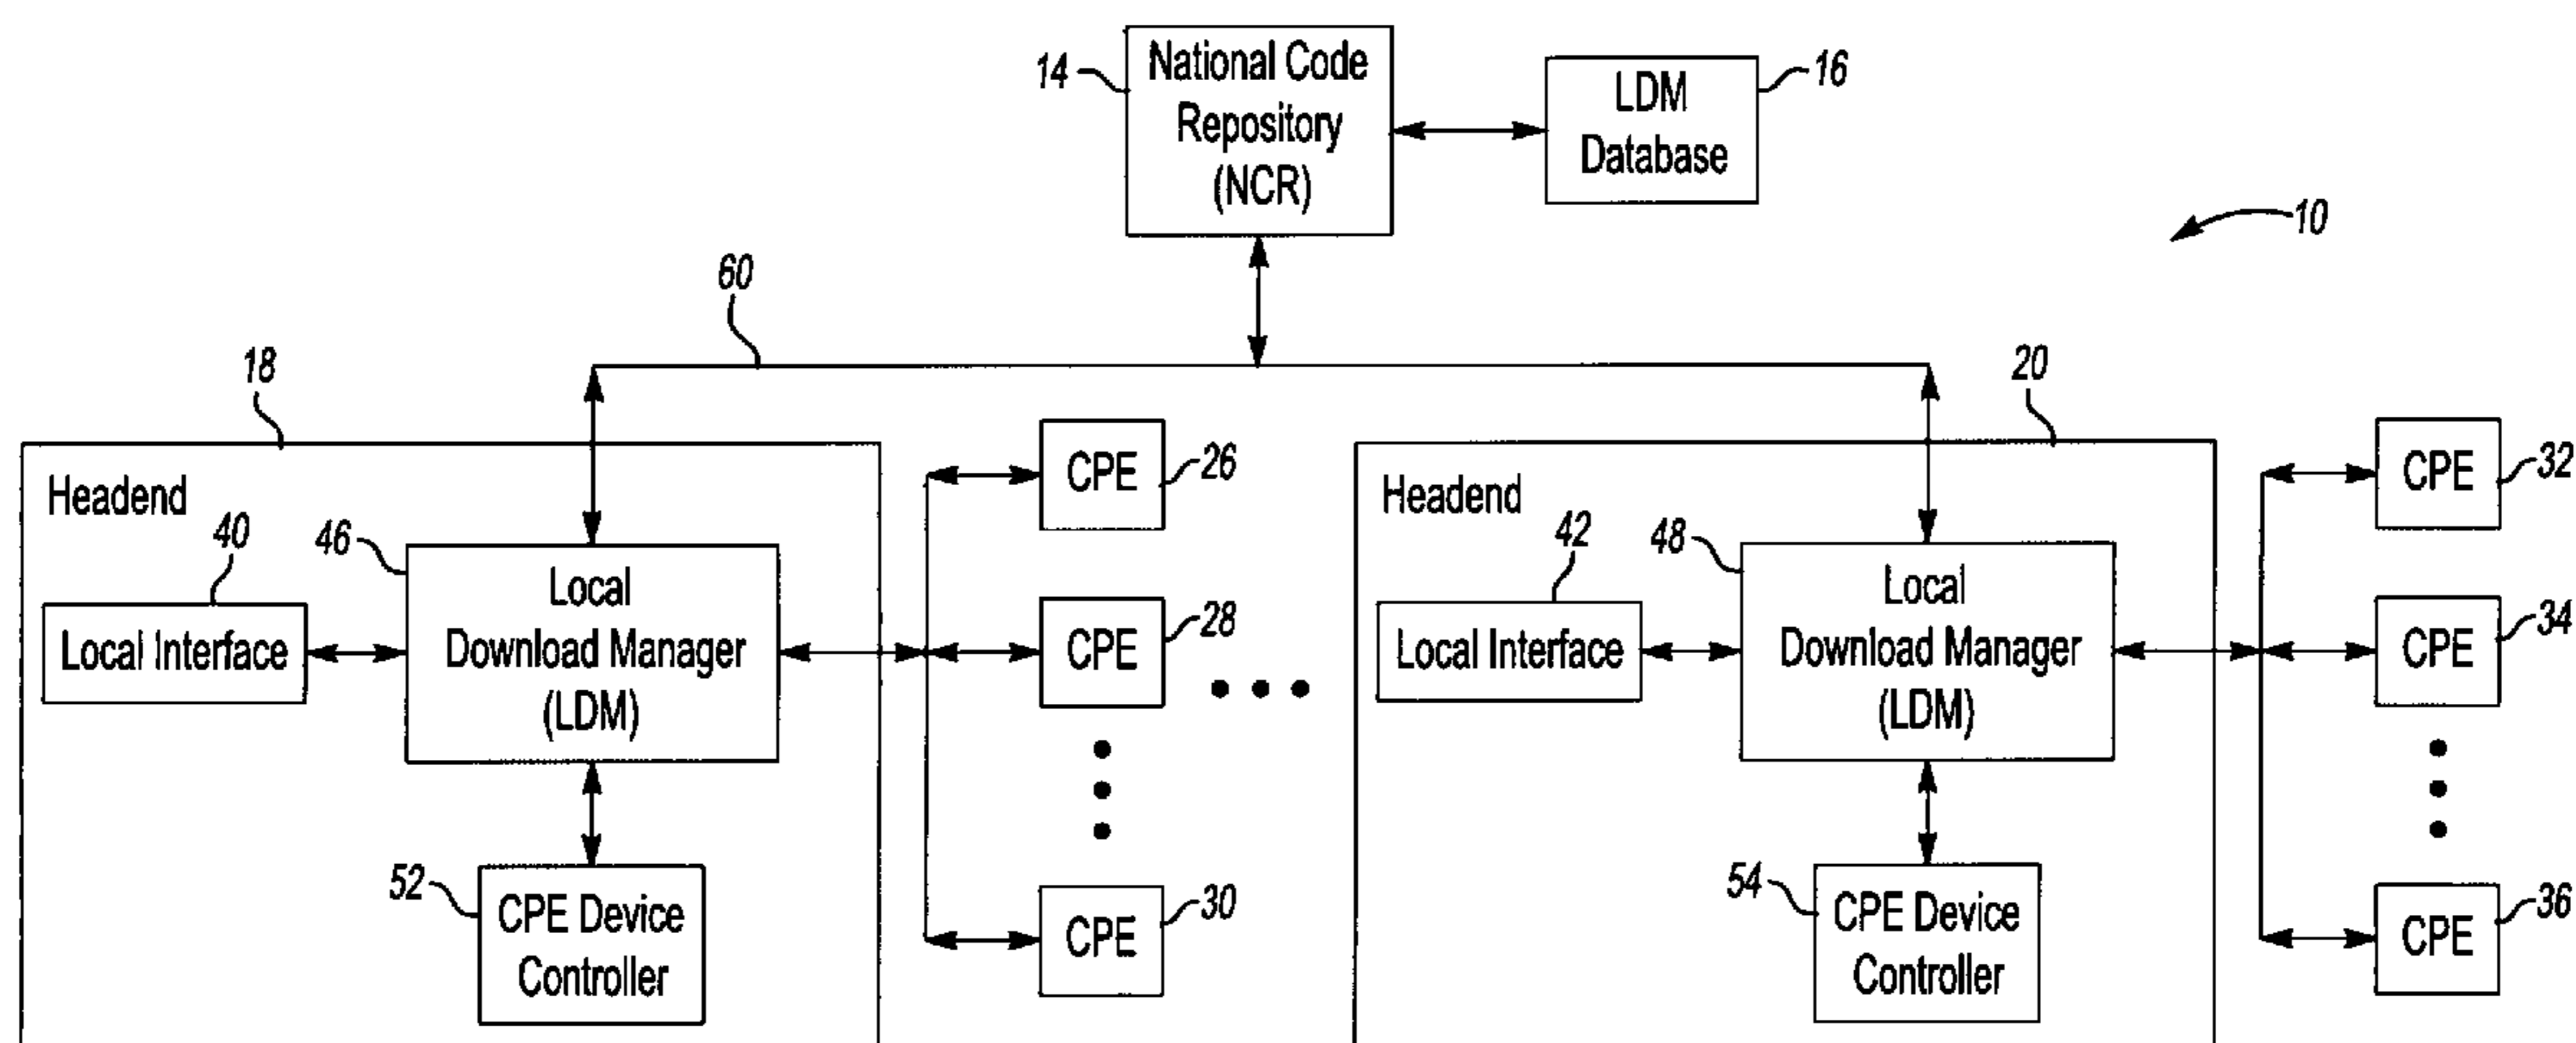 14
National Code
Repository
(NCR)
LDM
Database
16
10
60
18
Headend
40
Local Interface
46
Local
Download Manager
(LDM)
52
CPE Device
Controller
CPE
26
CPE
28
CPE
30
20
Headend
42
Local Interface
48
Local
Download Manager
(LDM)
54
CPE Device
Controller
CPE
32
CPE
34
CPE
36